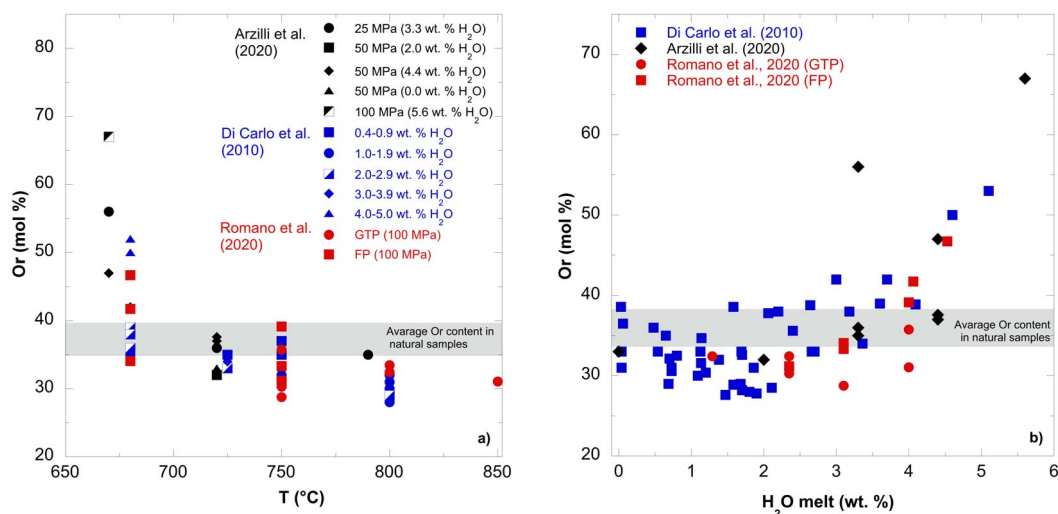 Or (mol %)
85
80
70
60
50
40
30
20
650
700
750
800
850
T (°C)
Arzilli et al.
(2020)
25 MPa (3.3 wt. % H2O)
50 MPa (2.0 wt. % H2O)
50 MPa (4.4 wt. % H2O)
50 MPa (0.0 wt. % H2O)
100 MPa (5.6 wt. % H2O)
Di Carlo et al.
(2010)
0.4-0.9 wt. % H2O
1.0-1.9 wt. % H2O
2.0-2.9 wt. % H2O
3.0-3.9 wt. % H2O
4.0-5.0 wt. % H2O
Romano et al.
(2020)
GTP (100 MPa)
FP (100 MPa)
Avarage Or content in
natural samples
a)
Or (mol %)
75
70
60
50
40
30
20
0
1
2
3
4
5
6
H2O melt (wt. %)
Di Carlo et al. (2010)
Arzilli et al. (2020)
Romano et al., 2020 (GTP)
Romano et al., 2020 (FP)
Avarage Or content
in natural samples
b)